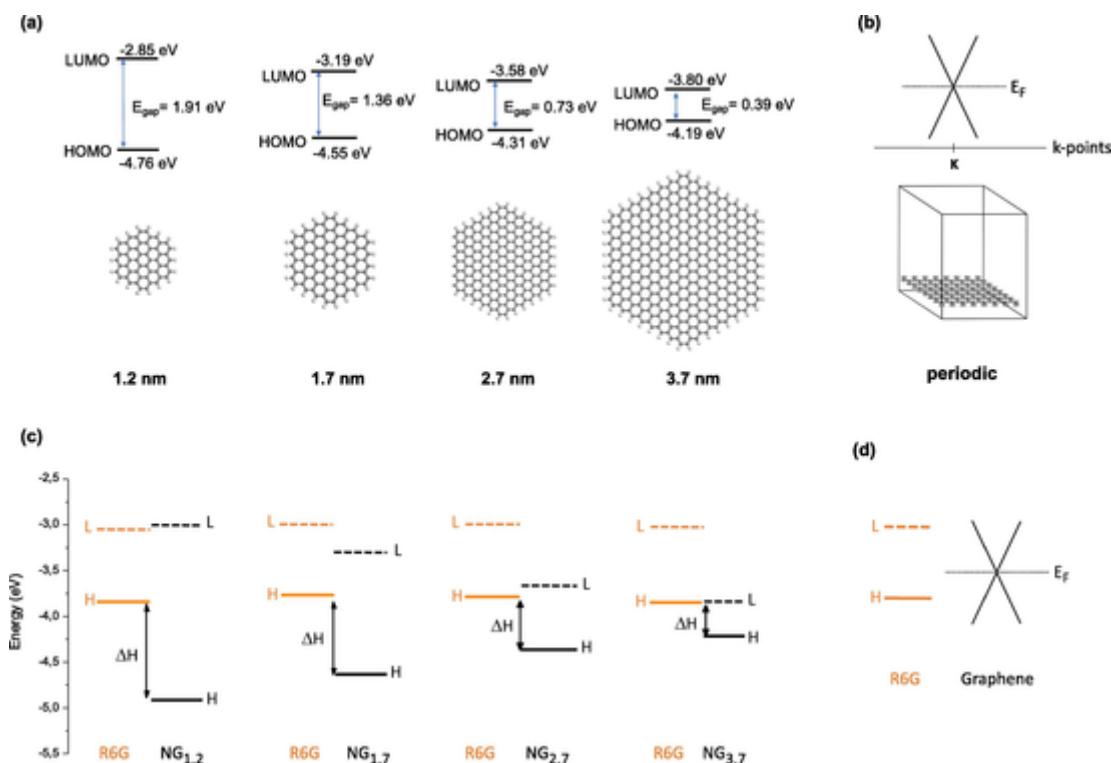 (a)
-2.85 eV
LUMO
E_gap= 1.91 eV
HOMO
-4.76 eV
-3.19 eV
LUMO
E_gap= 1.36 eV
HOMO
-4.55 eV
-3.58 eV
LUMO
E_gap= 0.73 eV
HOMO
-4.31 eV
-3.80 eV
LUMO
E_gap= 0.39 eV
HOMO
-4.19 eV
1.2 nm
1.7 nm
2.7 nm
3.7 nm
(b)
E_F
k-points
K
periodic
(c)
Energy (eV)
-2,5
-3,0
-3,5
-4,0
-4,5
-5,0
-5,5
L
L
H
ΔH
H
R6G
NG_1.2
L
L
H
ΔH
H
R6G
NG_1.7
L
L
H
ΔH
H
R6G
NG_2.7
L
L
H
ΔH
H
R6G
NG_3.7
(d)
L
E_F
H
R6G
Graphene